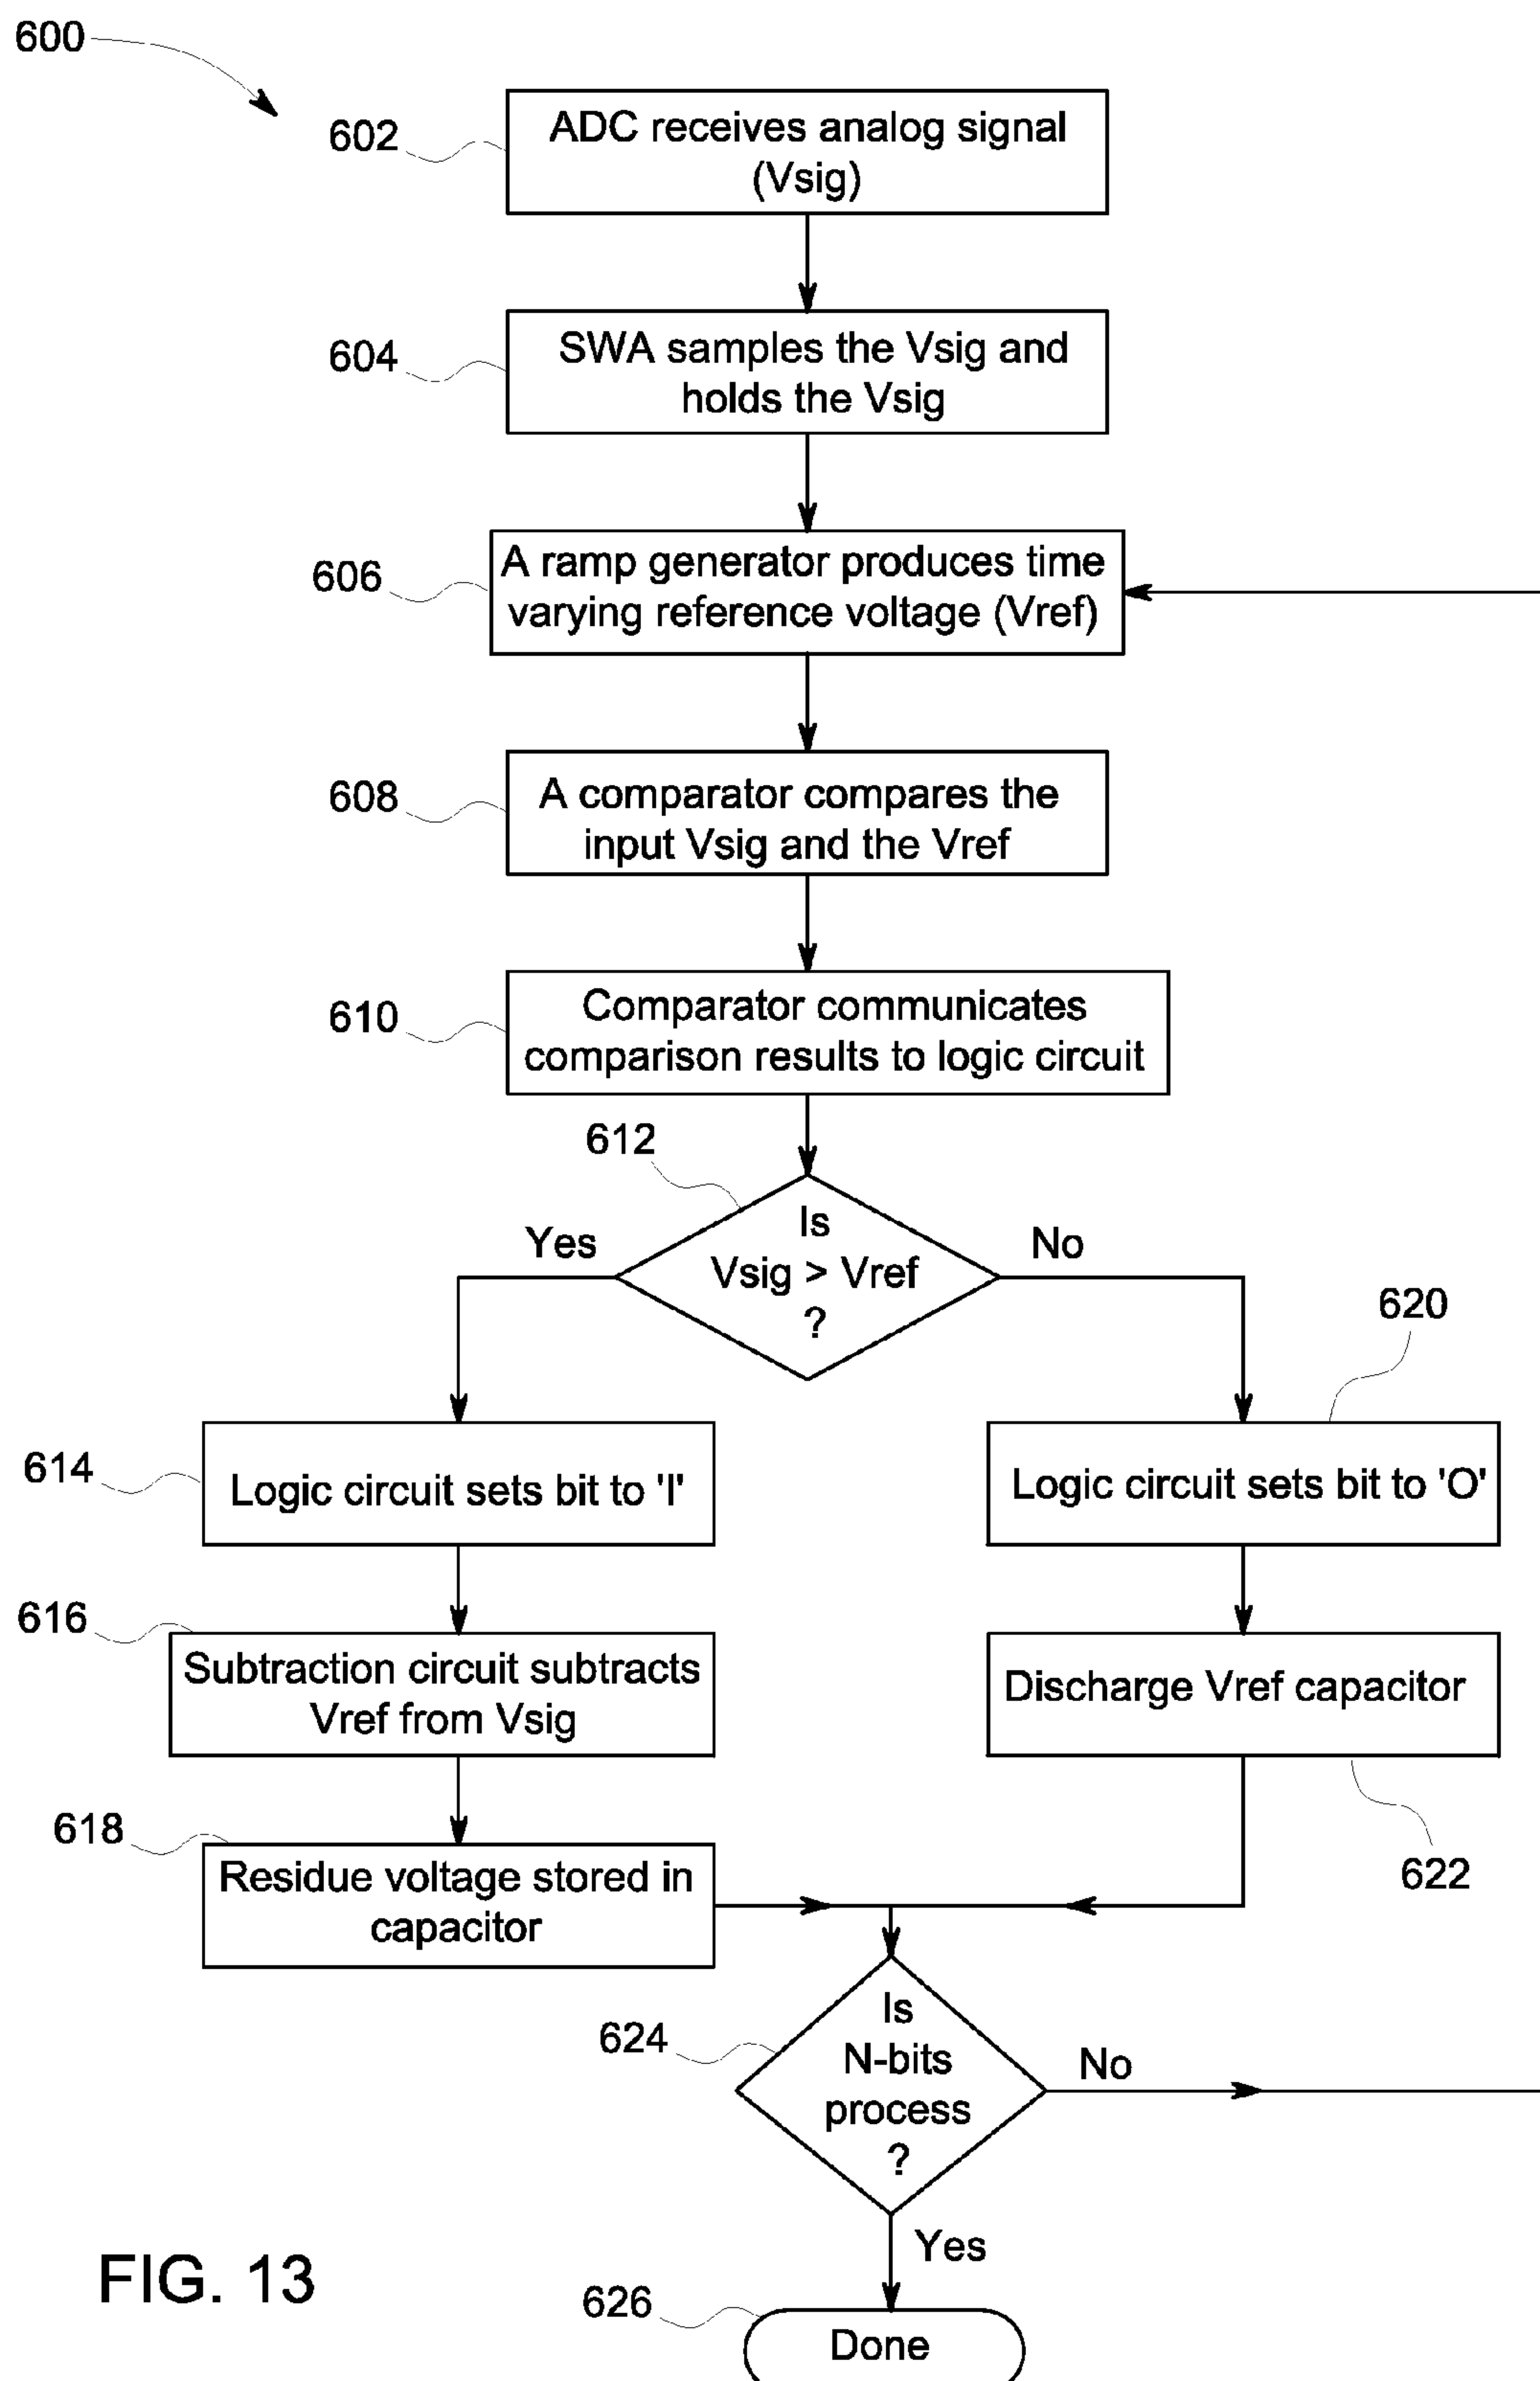 600
602
ADC receives analog signal
(Vsig)
604
SWA samples the Vsig and
holds the Vsig
606
A ramp generator produces time
varying reference voltage (Vref)
608
A comparator compares the
input Vsig and the Vref
610
Comparator communicates
comparison results to logic circuit
612
Is
Vsig > Vref
?
Yes
No
614
Logic circuit sets bit to 'I'
620
Logic circuit sets bit to 'O'
616
Subtraction circuit subtracts
Vref from Vsig
Discharge Vref capacitor
622
618
Residue voltage stored in
capacitor
624
Is
N-bits
process
?
No
Yes
626
Done
FIG. 13